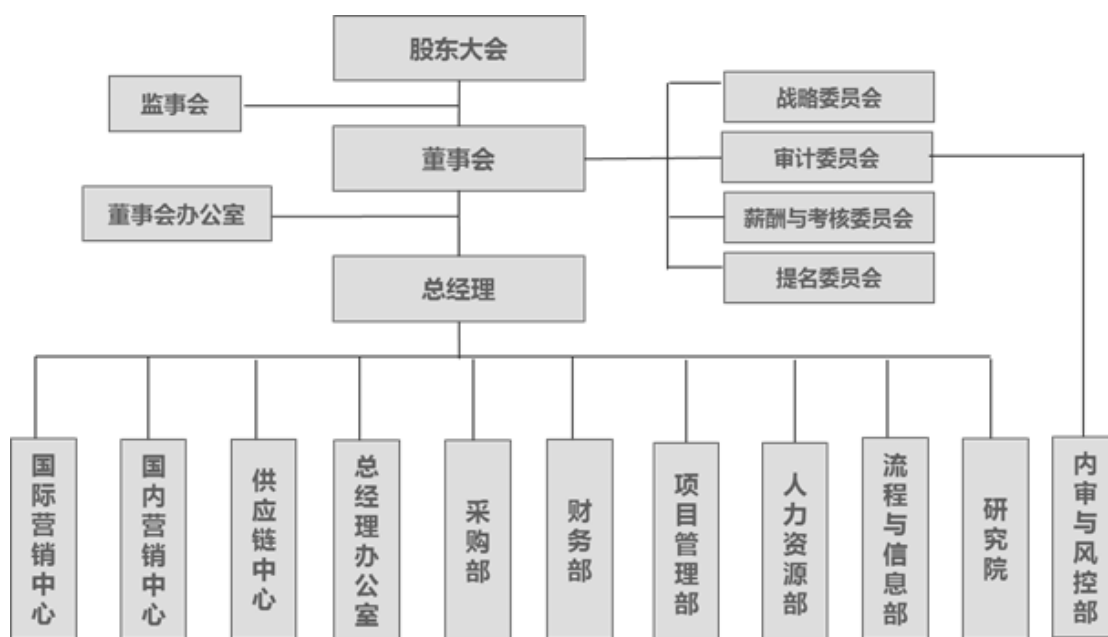 股东大会
监事会
战略委员会
董事会
审计委员会
董事会办公室
薪酬与考核委员会
总经理
提名委员会
国际营销中心
国内营销中心
供应链中心
总经理办公室
采购部
财务部
项目管理部
人力资源部
流程与信息部
研究院
内审与风控部